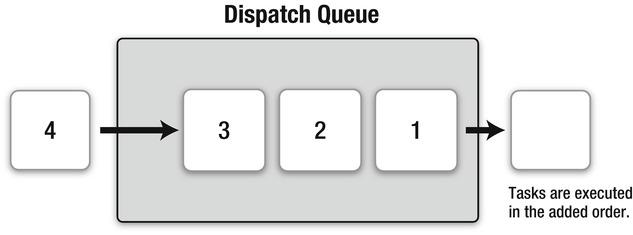 Dispatch Queue
4
3
2
1
Tasks are executed
in the added order.